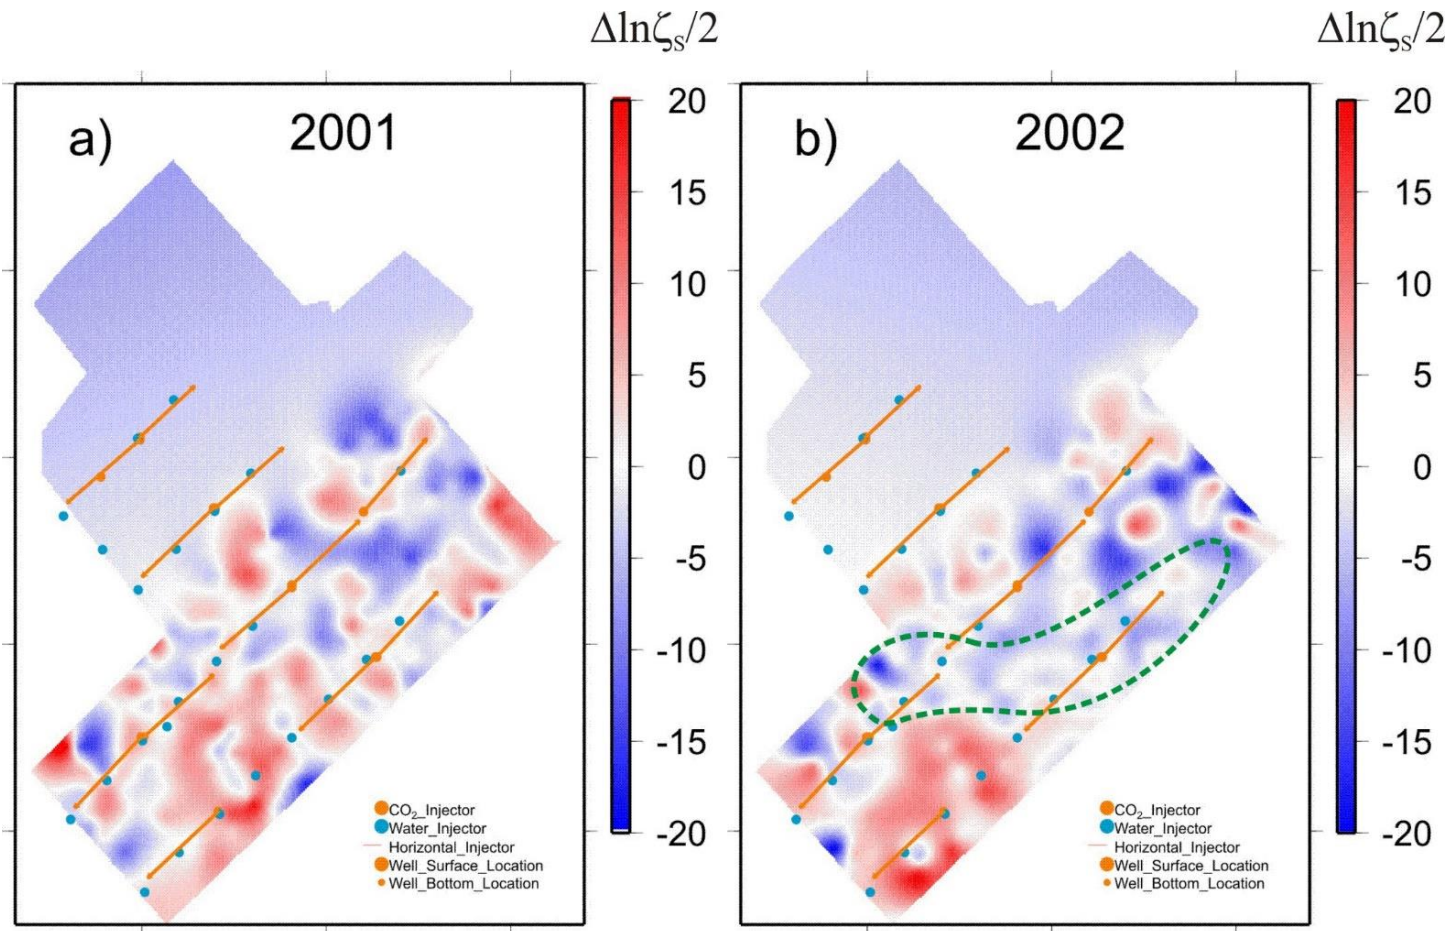 Δlnζs/2
Δlnζs/2
a)
2001
20
15
10
5
0
-5
-10
-15
-20
CO2_Injector
Water_Injector
Horizontal_Injector
Well_Surface_Location
Well_Bottom_Location
b)
2002
20
15
10
5
0
-5
-10
-15
-20
CO2_Injector
Water_Injector
Horizontal_Injector
Well_Surface_Location
Well_Bottom_Location